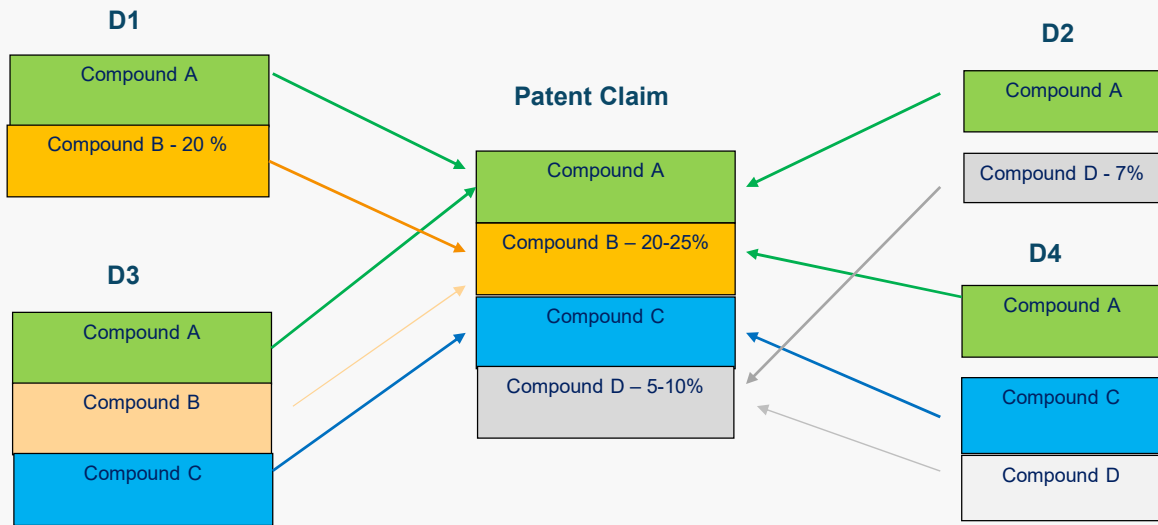 D1
Compound A
Compound B - 20 %
D3
Compound A
Compound B
Compound C
Patent Claim
Compound A
Compound B – 20-25%
Compound C
Compound D – 5-10%
D2
Compound A
Compound D - 7%
D4
Compound A
Compound C
Compound D